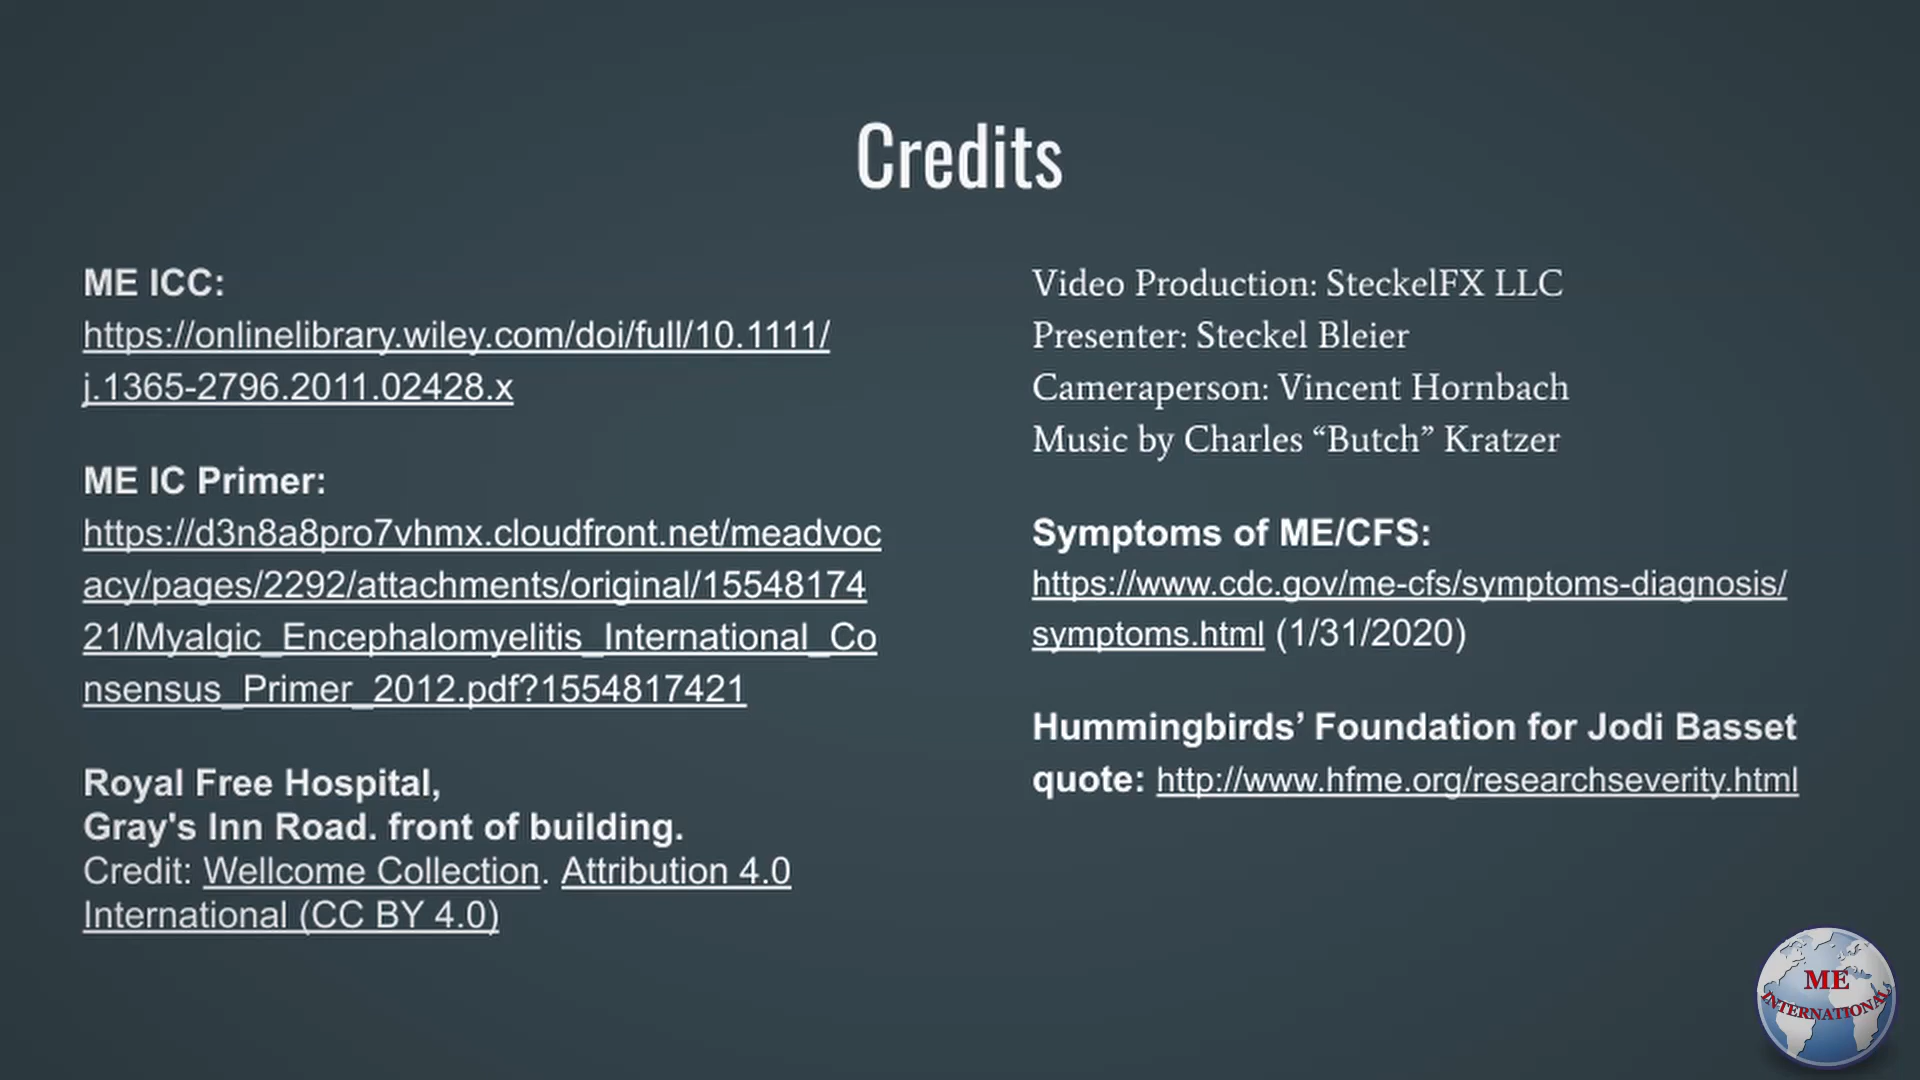 Credits
ME ICC:
https://onlinelibrary.wiley.com/doi/full/10.1111/
j.1365-2796.2011.02428.x
ME IC Primer:
https://d3n8a8pro7vhmx.cloudfront.net/meadvoc
acy/pages/2292/attachments/original/15548174
21/Myalgic_Encephalomyelitis_International_Co
nsensus_Primer_2012.pdf?1554817421
Royal Free Hospital,
Gray's Inn Road. front of building.
Credit: Wellcome Collection. Attribution 4.0
International (CC BY 4.0)
Video Production: SteckelFX LLC
Presenter: Steckel Bleier
Cameraperson: Vincent Hornbach
Music by Charles “Butch” Kratzer
Symptoms of ME/CFS:
https://www.cdc.gov/me-cfs/symptoms-diagnosis/
symptoms.html (1/31/2020)
Hummingbirds’ Foundation for Jodi Basset
quote: http://www.hfme.org/researchseverity.html
ME
INTERNATIONAL